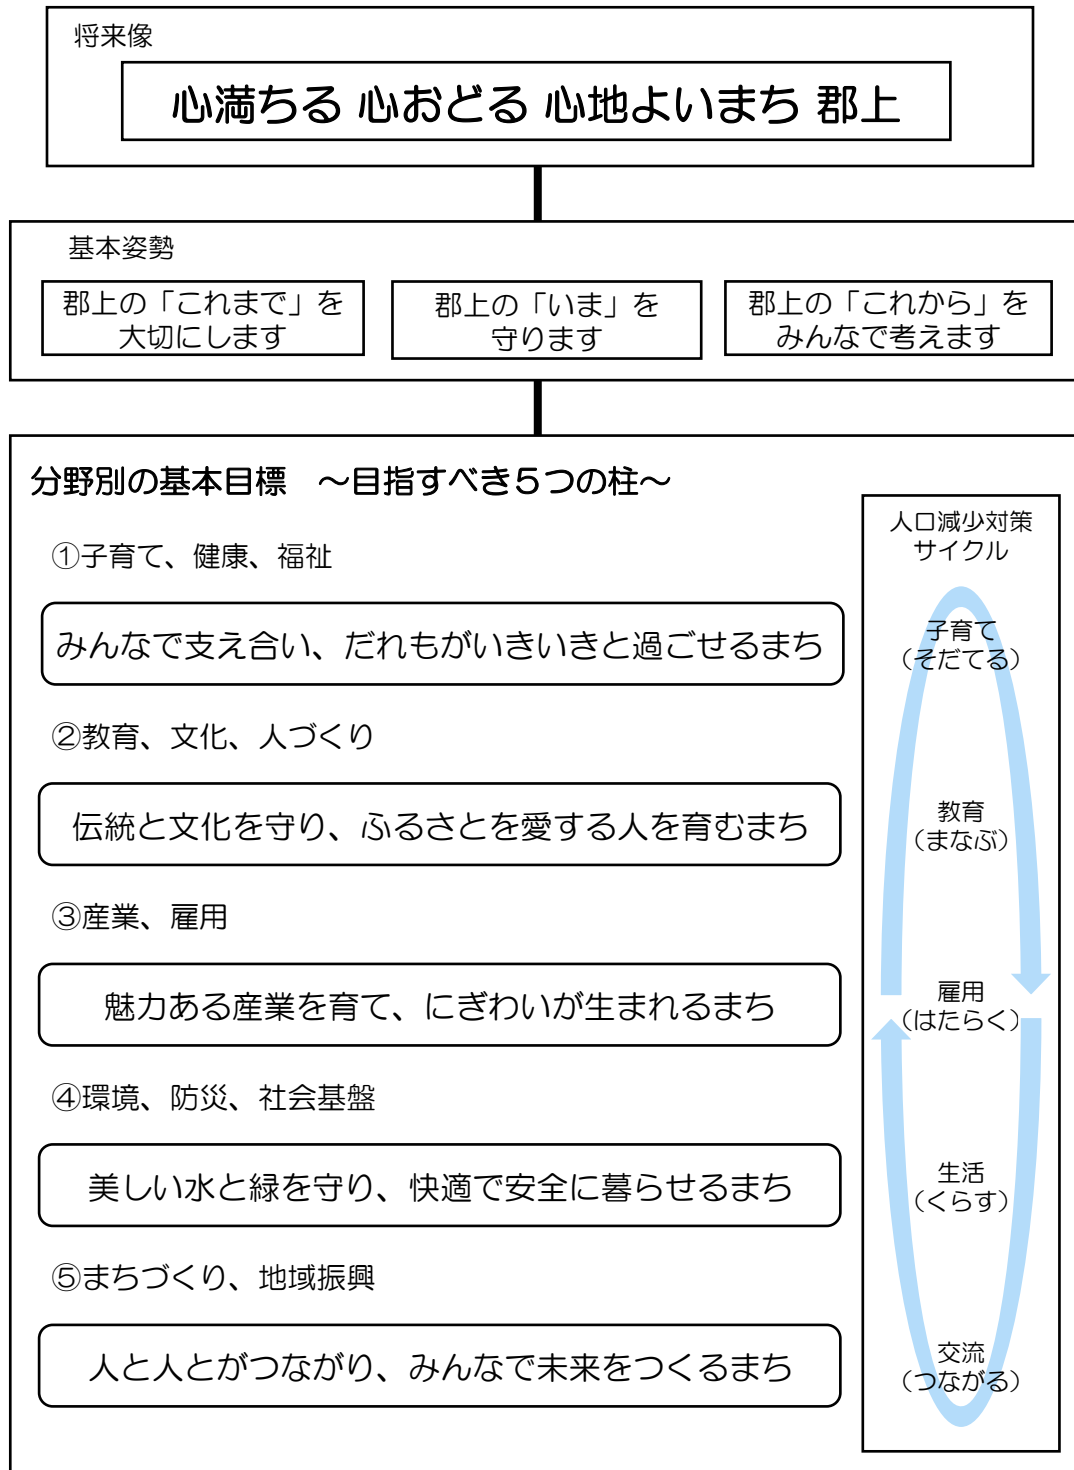 将来像
心満ちる 心おどる 心地よいまち 郡上
基本姿勢
郡上の「これまで」を
大切にします
郡上の「いま」を
守ります
郡上の「これから」を
みんなで考えます
分野別の基本目標　～目指すべき５つの柱～
①子育て、健康、福祉
みんなで支え合い、だれもがいきいきと過ごせるまち
②教育、文化、人づくり
伝統と文化を守り、ふるさとを愛する人を育むまち
③産業、雇用
魅力ある産業を育て、にぎわいが生まれるまち
④環境、防災、社会基盤
美しい水と緑を守り、快適で安全に暮らせるまち
⑤まちづくり、地域振興
人と人とがつながり、みんなで未来をつくるまち
人口減少対策
サイクル
子育て
（そだてる）
教育
（まなぶ）
雇用
（はたらく）
生活
（くらす）
交流
（つながる）